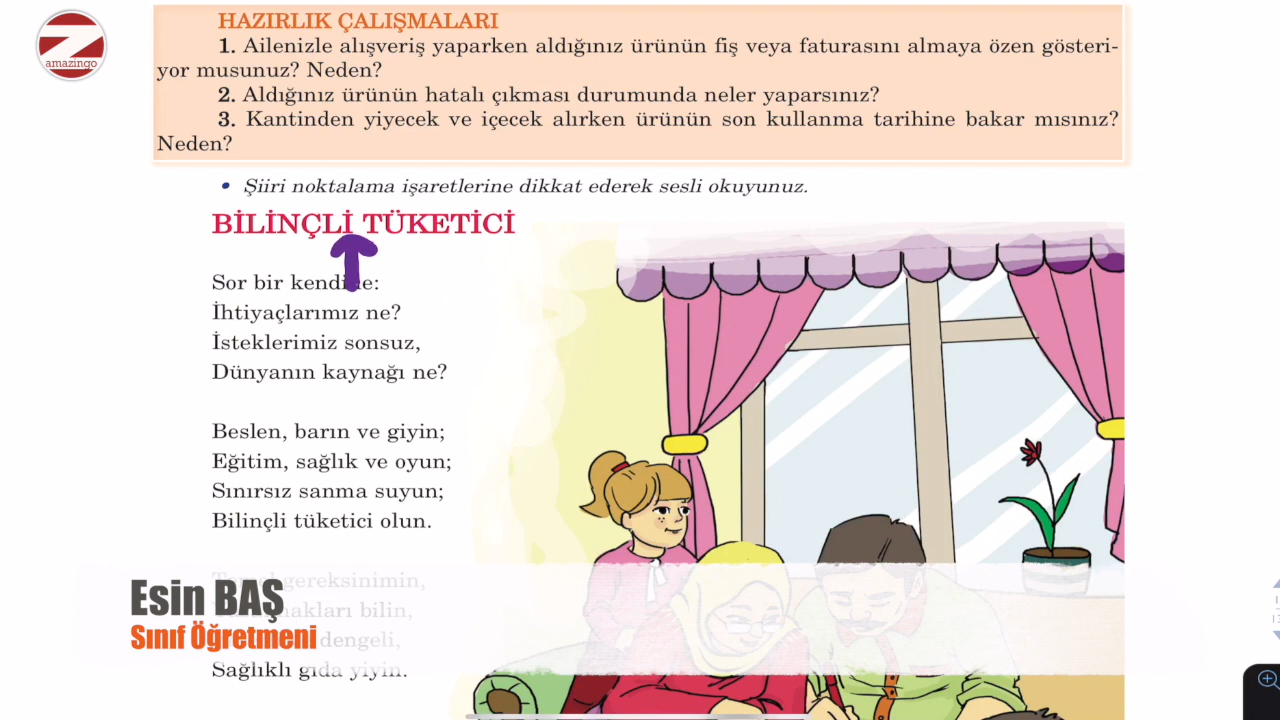 amazingo
HAZIRLIK ÇALIŞMALARI
1. Ailenizle alışveriş yaparken aldığınız ürünün fiş veya faturasını almaya özen gösteri-
yor musunuz? Neden?
2. Aldığınız ürünün hatalı çıkması durumunda neler yaparsınız?
3. Kantinden yiyecek ve içecek alırken ürünün son kullanma tarihine bakar mısınız?
Neden?
• Şiiri noktalama işaretlerine dikkat ederek sesli okuyunuz.
BİLİNÇLİ TÜKETİCİ
Sor bir kendine:
İhtiyaçlarımız ne?
İsteklerimiz sonsuz,
Dünyanın kaynağı ne?
Beslen, barın ve giyin;
Eğitim, sağlık ve oyun;
Sınırsız sanma suyun;
Bilinçli tüketici olun.
Temel gereksinimin,
bilin,
dengeli,
Sağlıklı gıda yiyin.
Esin BAŞ
Sınıf Öğretmeni